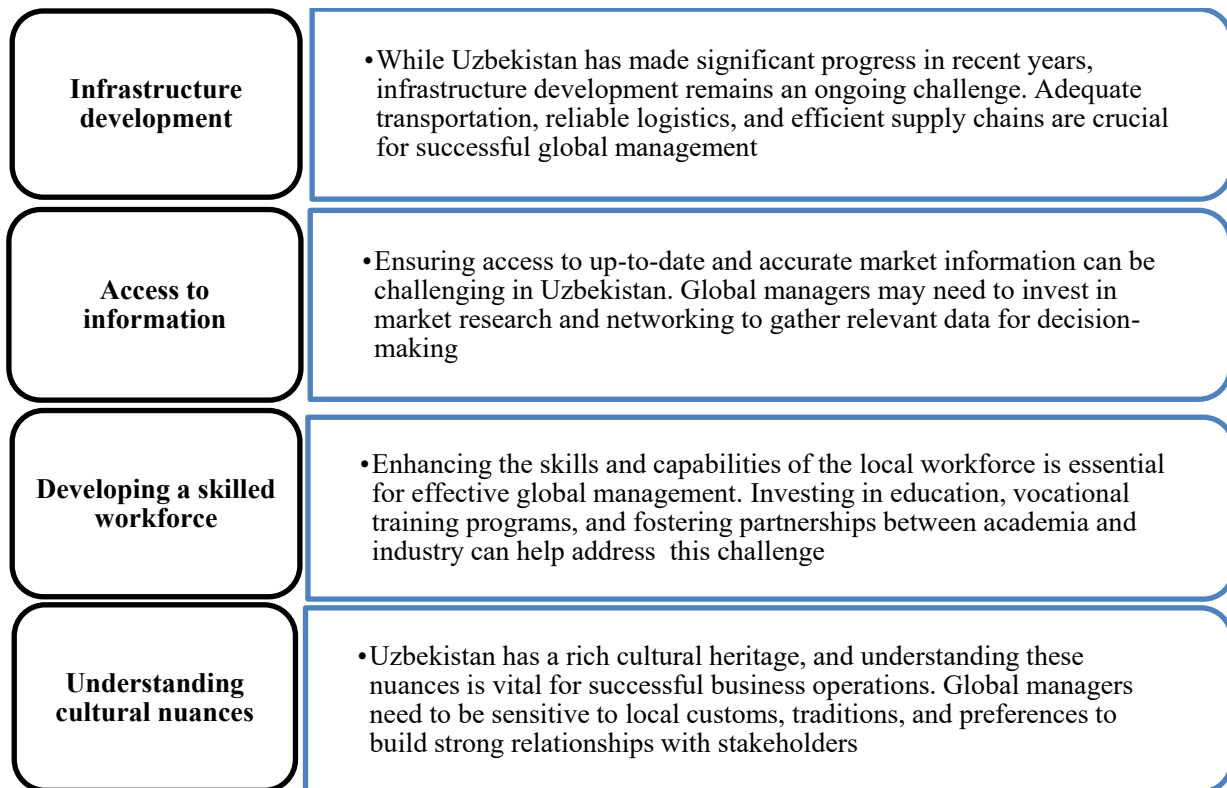 Infrastructure
development
•While Uzbekistan has made significant progress in recent years,
infrastructure development remains an ongoing challenge. Adequate
transportation, reliable logistics, and efficient supply chains are crucial
for successful global management
Access to
information
•Ensuring access to up-to-date and accurate market information can be
challenging in Uzbekistan. Global managers may need to invest in
market research and networking to gather relevant data for decision-
making
Developing a skilled
workforce
•Enhancing the skills and capabilities of the local workforce is essential
for effective global management. Investing in education, vocational
training programs, and fostering partnerships between academia and
industry can help address  this challenge
Understanding
cultural nuances
•Uzbekistan has a rich cultural heritage, and understanding these
nuances is vital for successful business operations. Global managers
need to be sensitive to local customs, traditions, and preferences to
build strong relationships with stakeholders